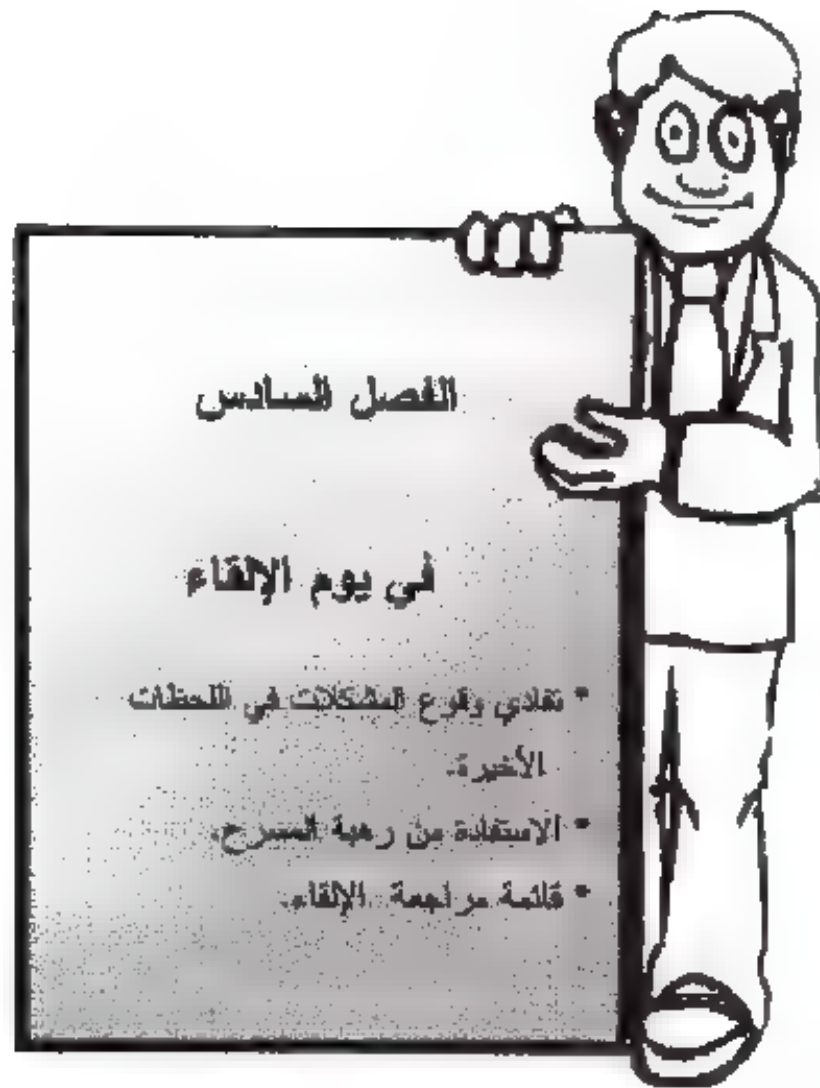 الفصل السادس
في يوم الإلقاء
* تفادي وقوع المشكلات في اللحظات
الأخيرة.
* الاستفادة من رهبة المسرح.
* قائمة مراجعة الإلقاء.